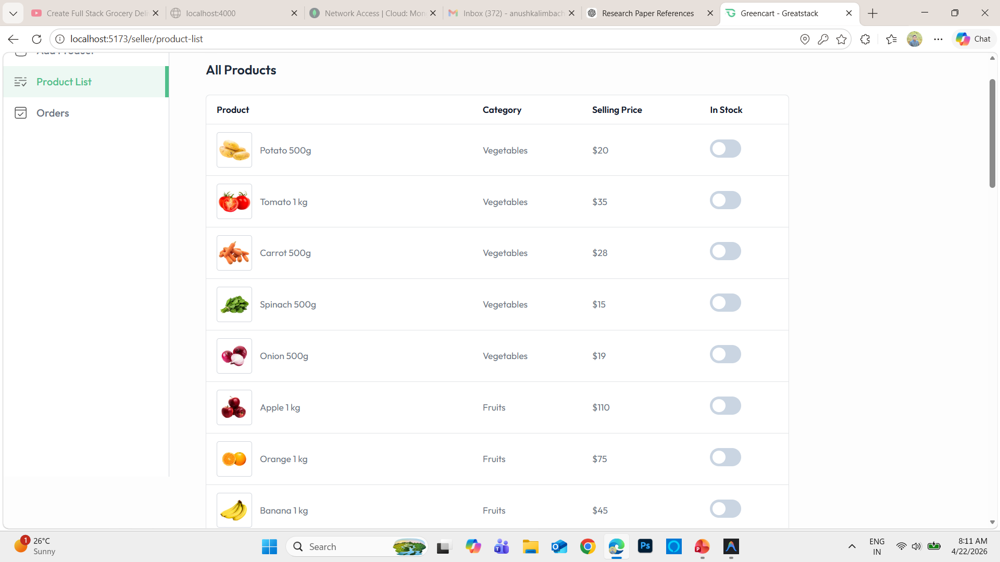 Create Full Stack Grocery Deli
localhost:4000
Network Access | Cloud: Mon
Inbox (372) - anushkalimbach
Research Paper References
Greencart - Greatstack
localhost:5173/seller/product-list
Chat
Add Product
Product List
Orders
All Products
Product Category Selling Price In Stock
Potato 500g Vegetables $20
Tomato 1 kg Vegetables $35
Carrot 500g Vegetables $28
Spinach 500g Vegetables $15
Onion 500g Vegetables $19
Apple 1 kg Fruits $110
Orange 1 kg Fruits $75
Banana 1 kg Fruits $45
1
26°C
Sunny
Search
Ps
ENG
IN
8:11 AM
4/22/2026